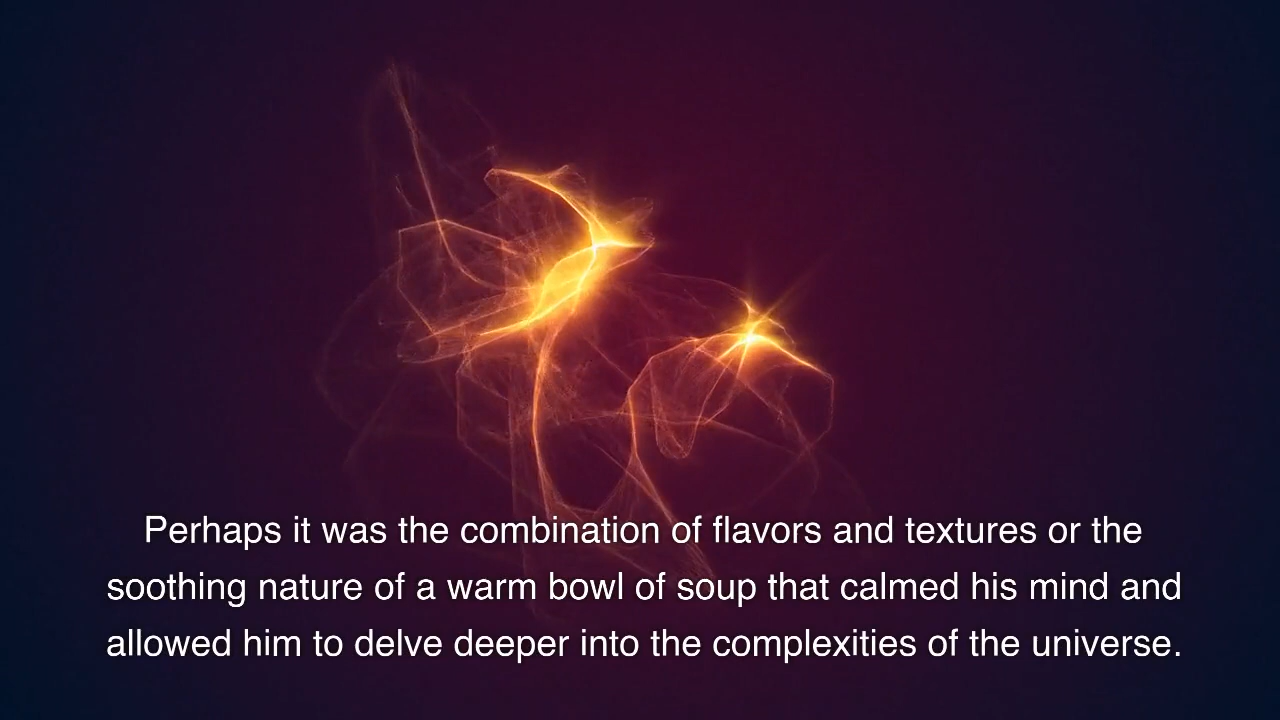 Perhaps it was the combination of flavors and textures or the
soothing nature of a warm bowl of soup that calmed his mind and
allowed him to delve deeper into the complexities of the universe.